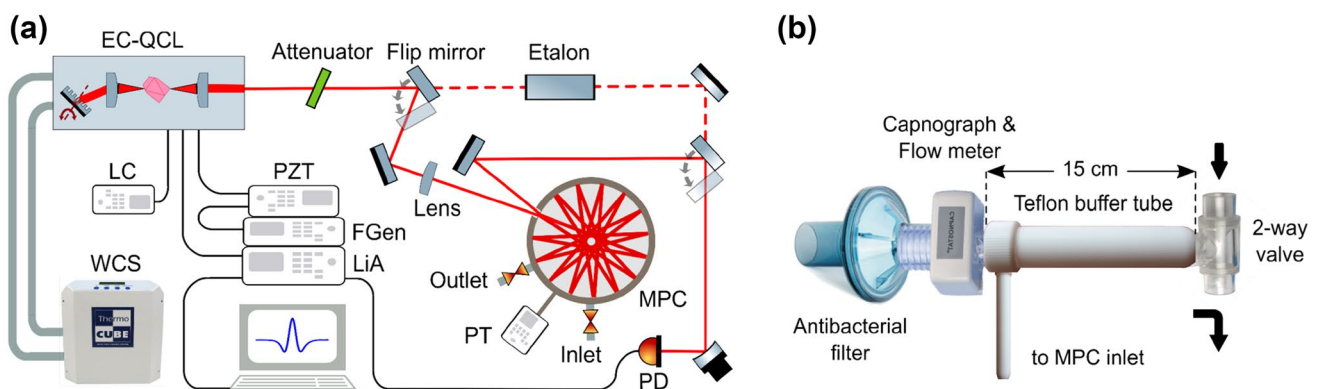 (a)
EC-QCL
Attenuator
Flip mirror
Etalon
LC
PZT
FGen
LiA
WCS
Thermo
CUBE
Lens
Outlet
PT
Inlet
MPC
PD
(b)
Capnograph &
Flow meter
15 cm
Teflon buffer tube
2-way
valve
CAPNOSTAT
Antibacterial
filter
to MPC inlet